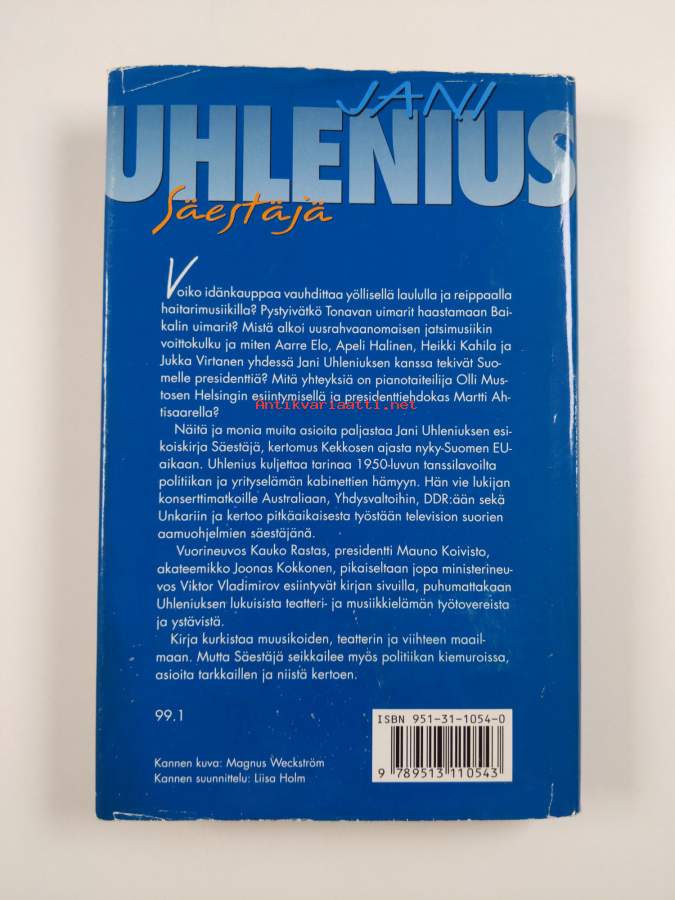 JANI
UHLENIUS
Säestäjä
Voiko idänkauppaa vauhdittaa yöllisellä laululla ja reippaalla
haitarimusiikilla? Pystyivätkö Tonavan uimarit haastamaan Bai-
kalin uimarit? Mistä alkoi uusrahvaanomaisen jatsimusiikin
voittokulku ja miten Aarre Elo, Apeli Halinen, Heikki Kahila ja
Jukka Virtanen yhdessä Jani Uhleniuksen kanssa tekivät Suo-
melle presidenttiä? Mitä yhteyksiä on pianotaiteilija Olli Mus-
tosen Helsingin esiintymisellä ja presidenttiehdokas Martti Ah-
tisaarella?
Antikvariaatti.net
Näitä ja monia muita asioita paljastaa Jani Uhleniuksen esi-
koiskirja Säestäjä, kertomus Kekkosen ajasta nyky-Suomen EU-
aikaan. Uhlenius kuljettaa tarinaa 1950-luvun tanssilavoilta
politiikan ja yrityselämän kabinettien hämyyn. Hän vie lukijan
konserttimatkoille Australiaan, Yhdysvaltoihin, DDR:ään sekä
Unkariin ja kertoo pitkäaikaisesta työstään television suorien
aamuohjelmien säestäjänä.
Vuorineuvos Kauko Rastas, presidentti Mauno Koivisto,
akateemikko Joonas Kokkonen, pikaiseltaan jopa ministerineu-
vos Viktor Vladimirov esiintyvät kirjan sivuilla, puhumattakaan
Uhleniuksen lukuisista teatteri- ja musiikkielämän työtovereista
ja ystävistä.
Kirja kurkistaa muusikoiden, teatterin ja viihteen maail-
maan. Mutta Säestäjä seikkailee myös politiikan kiemuroissa,
asioita tarkkaillen ja niistä kertoen.
99.1
ISBN 951-31-1054-0
9 789513 110543
Kannen kuva: Magnus Weckström
Kannen suunnittelu: Liisa Holm